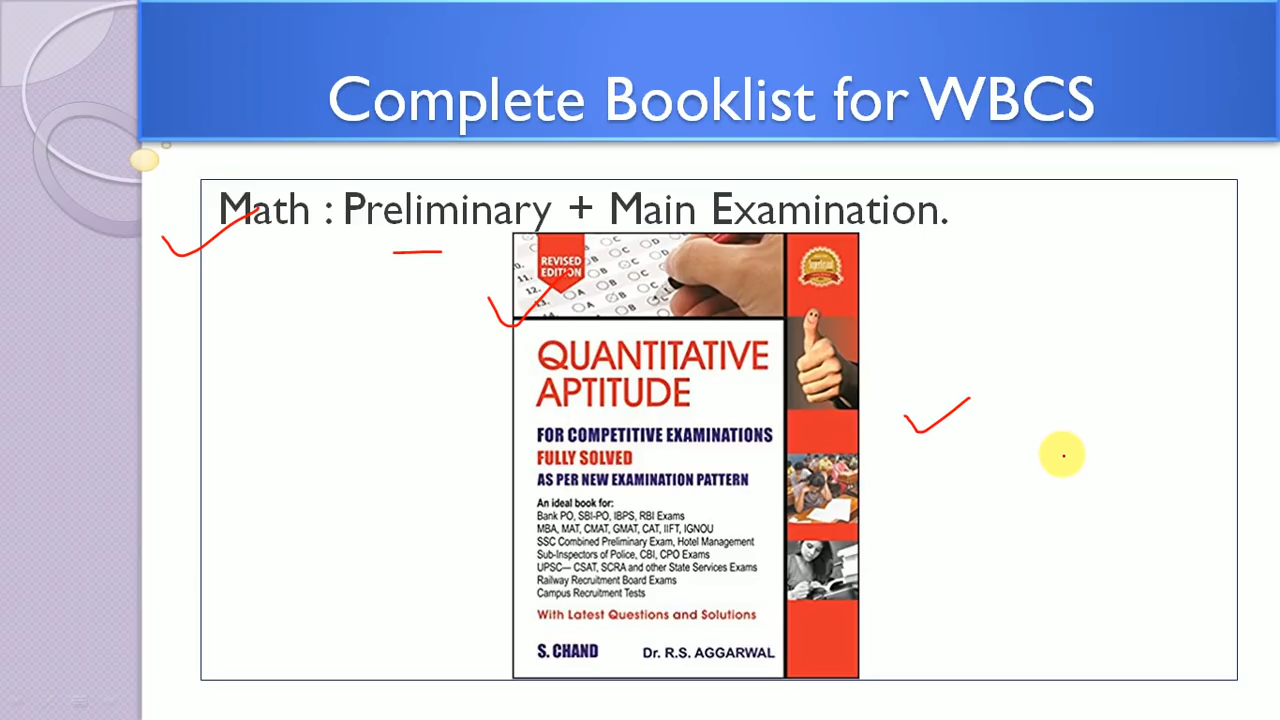 Complete Booklist for WBCS
Math : Preliminary + Main Examination.
REVISED
EDITION
QUANTITATIVE
APTITUDE
FOR COMPETITIVE EXAMINATIONS
FULLY SOLVED
AS PER NEW EXAMINATION PATTERN
An ideal book for:
Bank PO, SBI-PO, IBPS, RBI Exams
MBA, MAT, CMAT, GMAT, CAT, IIFT, IGNOU
SSC Combined Preliminary Exam, Hotel Management
Sub-Inspectors of Police, CBI, CPO Exams
UPSC— CSAT, SCRA and other State Services Exams
Railway Recruitment Board Exams
Campus Recruitment Tests
With Latest Questions and Solutions
S. CHAND Dr. R.S. AGGARWAL